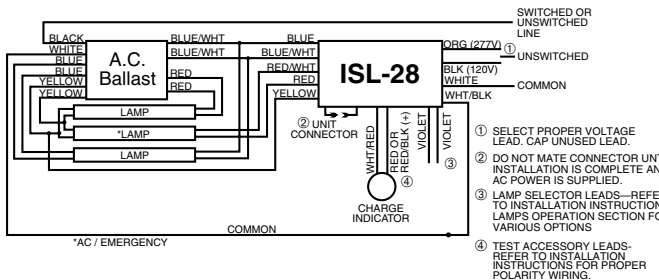 SWITCHED OR
UNSWITCHED
LINE
BLACK
WHITE
BLUE
BLUE
YELLOW
YELLOW
A.C.
Ballast
BLUE/WHT
BLUE/WHT
RED
RED
BLUE
BLUE/WHT
RED/WHT
RED
YELLOW
ISL-28
ORG (277V)
①
UNSWITCHED
BLK (120V)
WHITE
COMMON
WHT/BLK
LAMP
*LAMP
LAMP
② UNIT
CONNECTOR
WHT/RED
RED OR
RED/BLK (+)
VIOLET
VIOLET
③
④
CHARGE
INDICATOR
COMMON
*AC / EMERGENCY
① SELECT PROPER VOLTAGE
LEAD. CAP UNUSED LEAD.
② DO NOT MATE CONNECTOR
INSTALLATION IS COMPLETE
AC POWER IS SUPPLIED.
③ LAMP SELECTOR LEADS—
TO INSTALLATION
LAMPS OPERATION SECTION
VARIOUS OPTIONS
④ TEST ACCESSORY LEADS-
REFER TO INSTALLATION
INSTRUCTIONS FOR PROPER
POLARITY WIRING.